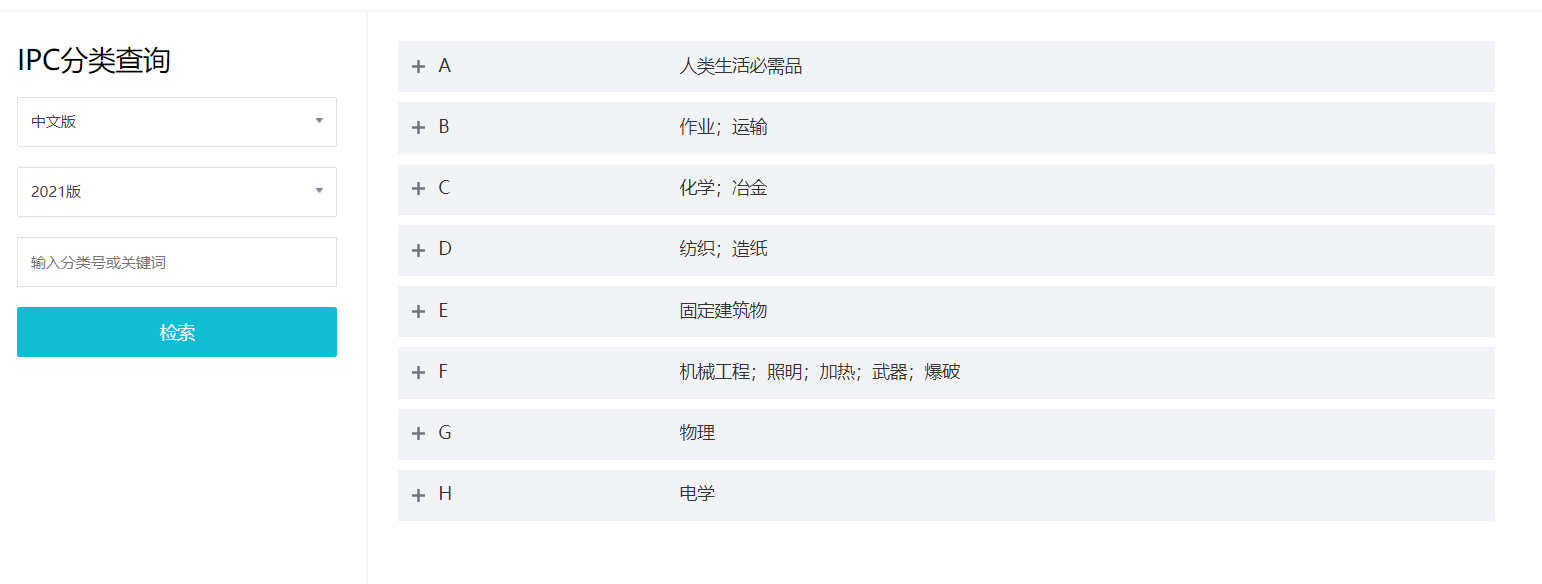 IPC分类查询
中文版
2021版
输入分类号或关键词
检索
A 人类生活必需品
B 作业；运输
C 化学；冶金
D 纺织；造纸
E 固定建筑物
F 机械工程；照明；加热；武器；爆破
G 物理
H 电学